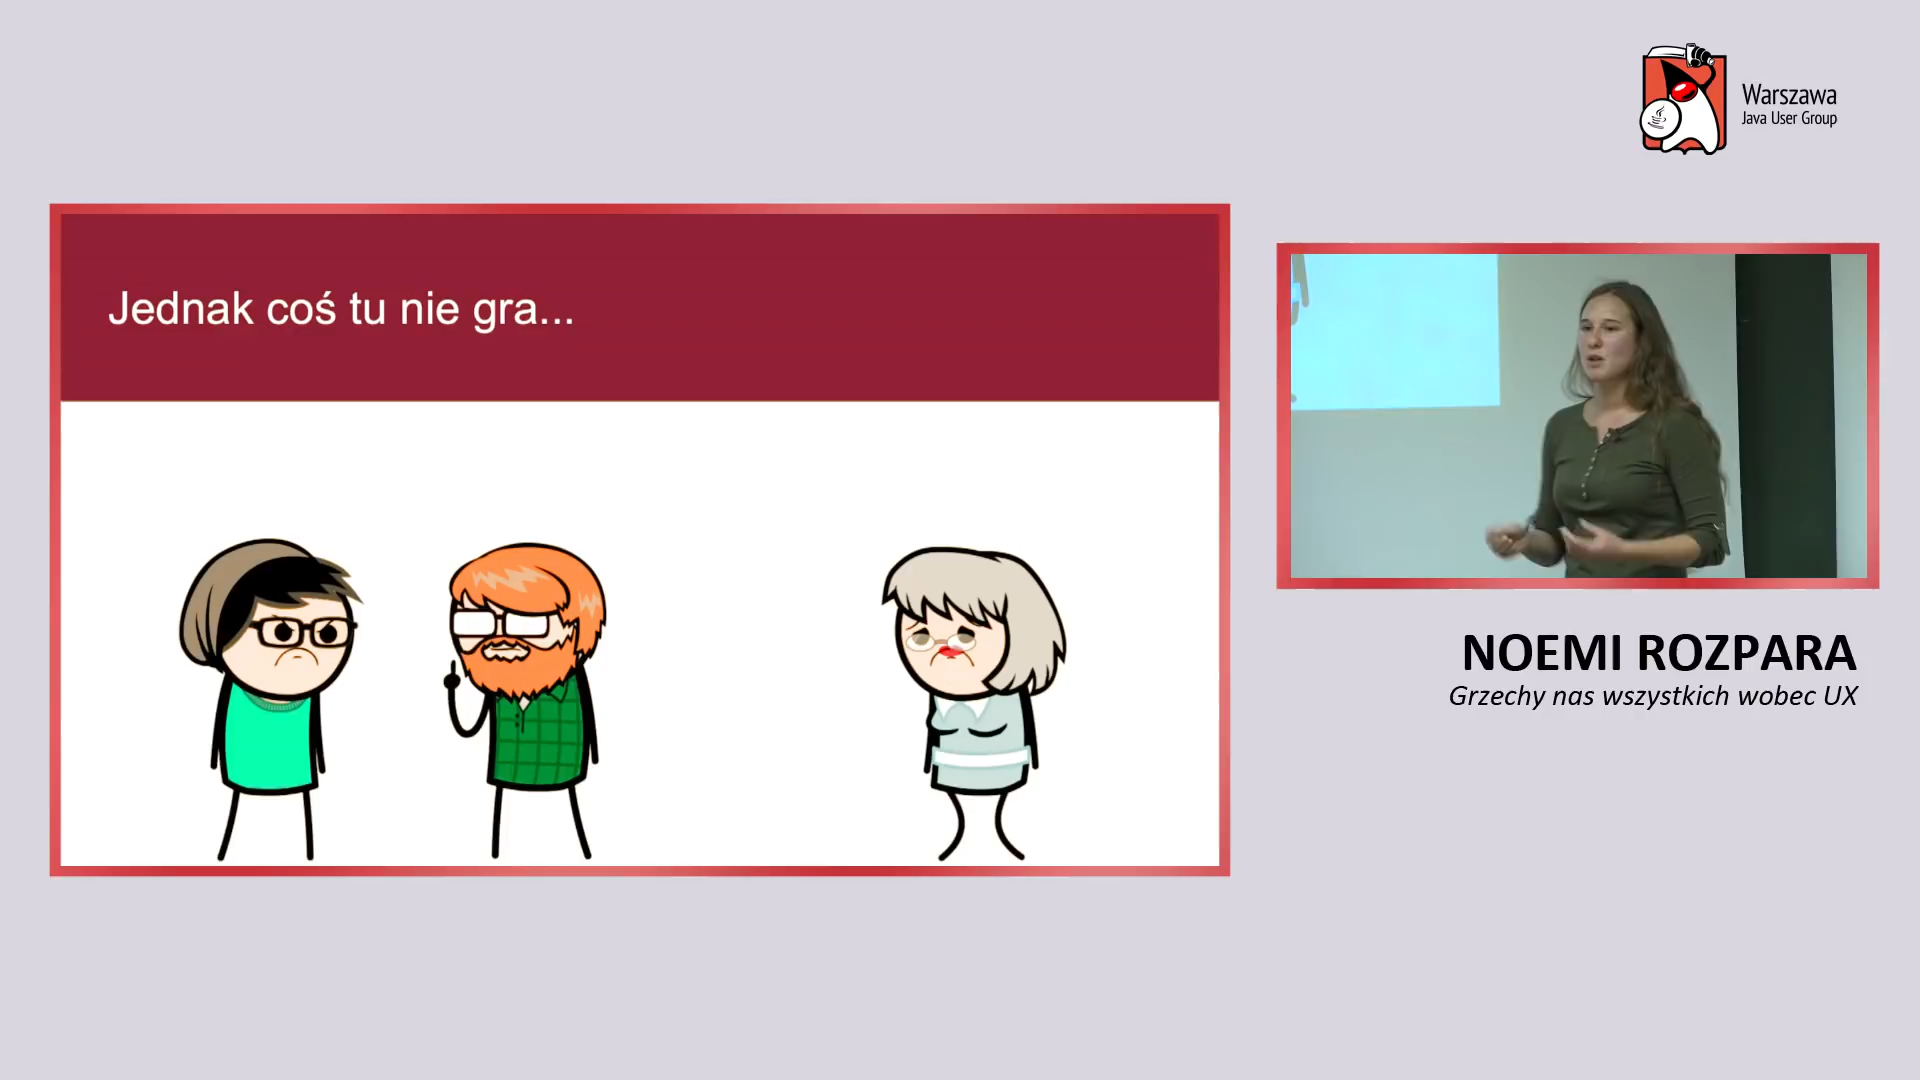 Warszawa
Java User Group
Jednak coś tu nie gra...
NOEMI ROZPARA
Grzechy nas wszystkich wobec UX